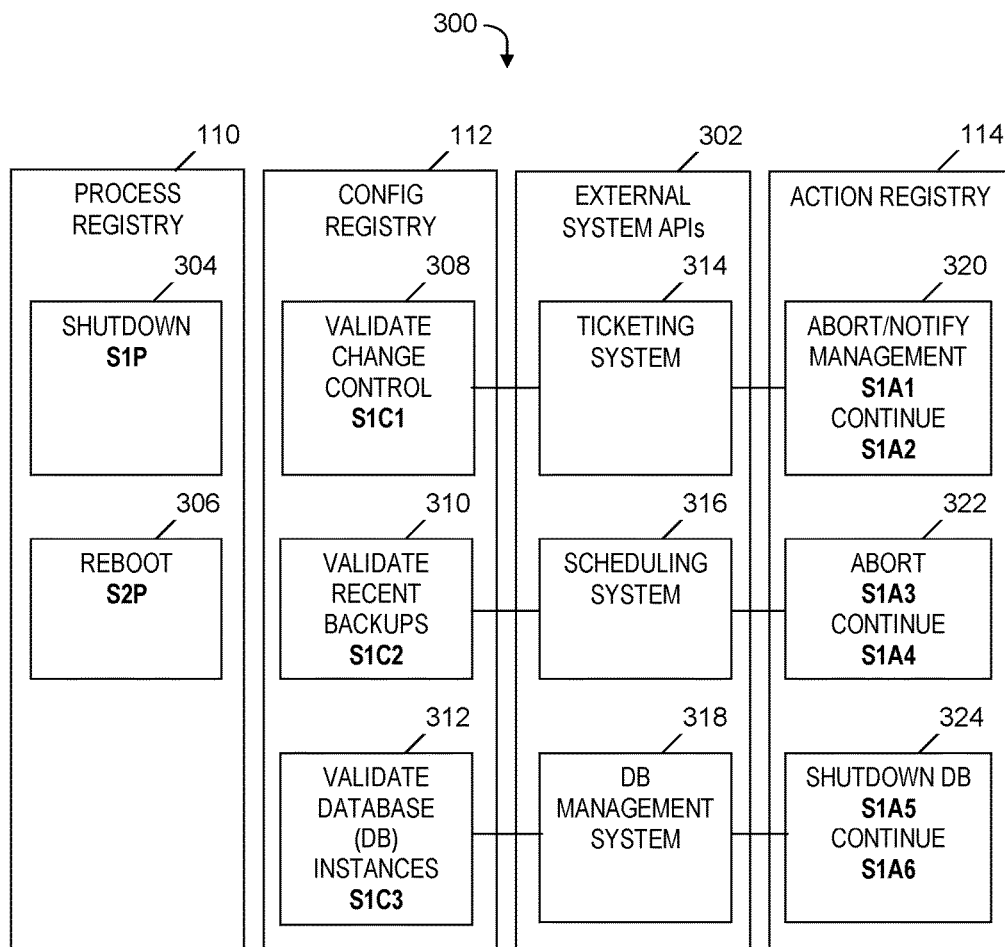 300
110
112
302
114
PROCESS
REGISTRY
CONFIG
REGISTRY
EXTERNAL
SYSTEM APIs
ACTION REGISTRY
304
308
314
320
SHUTDOWN
S1P
VALIDATE
CHANGE
CONTROL
S1C1
TICKETING
SYSTEM
ABORT/NOTIFY
MANAGEMENT
S1A1
CONTINUE
S1A2
306
310
316
322
REBOOT
S2P
VALIDATE
RECENT
BACKUPS
S1C2
SCHEDULING
SYSTEM
ABORT
S1A3
CONTINUE
S1A4
312
318
324
VALIDATE
DATABASE
(DB)
INSTANCES
S1C3
DB
MANAGEMENT
SYSTEM
SHUTDOWN DB
S1A5
CONTINUE
S1A6